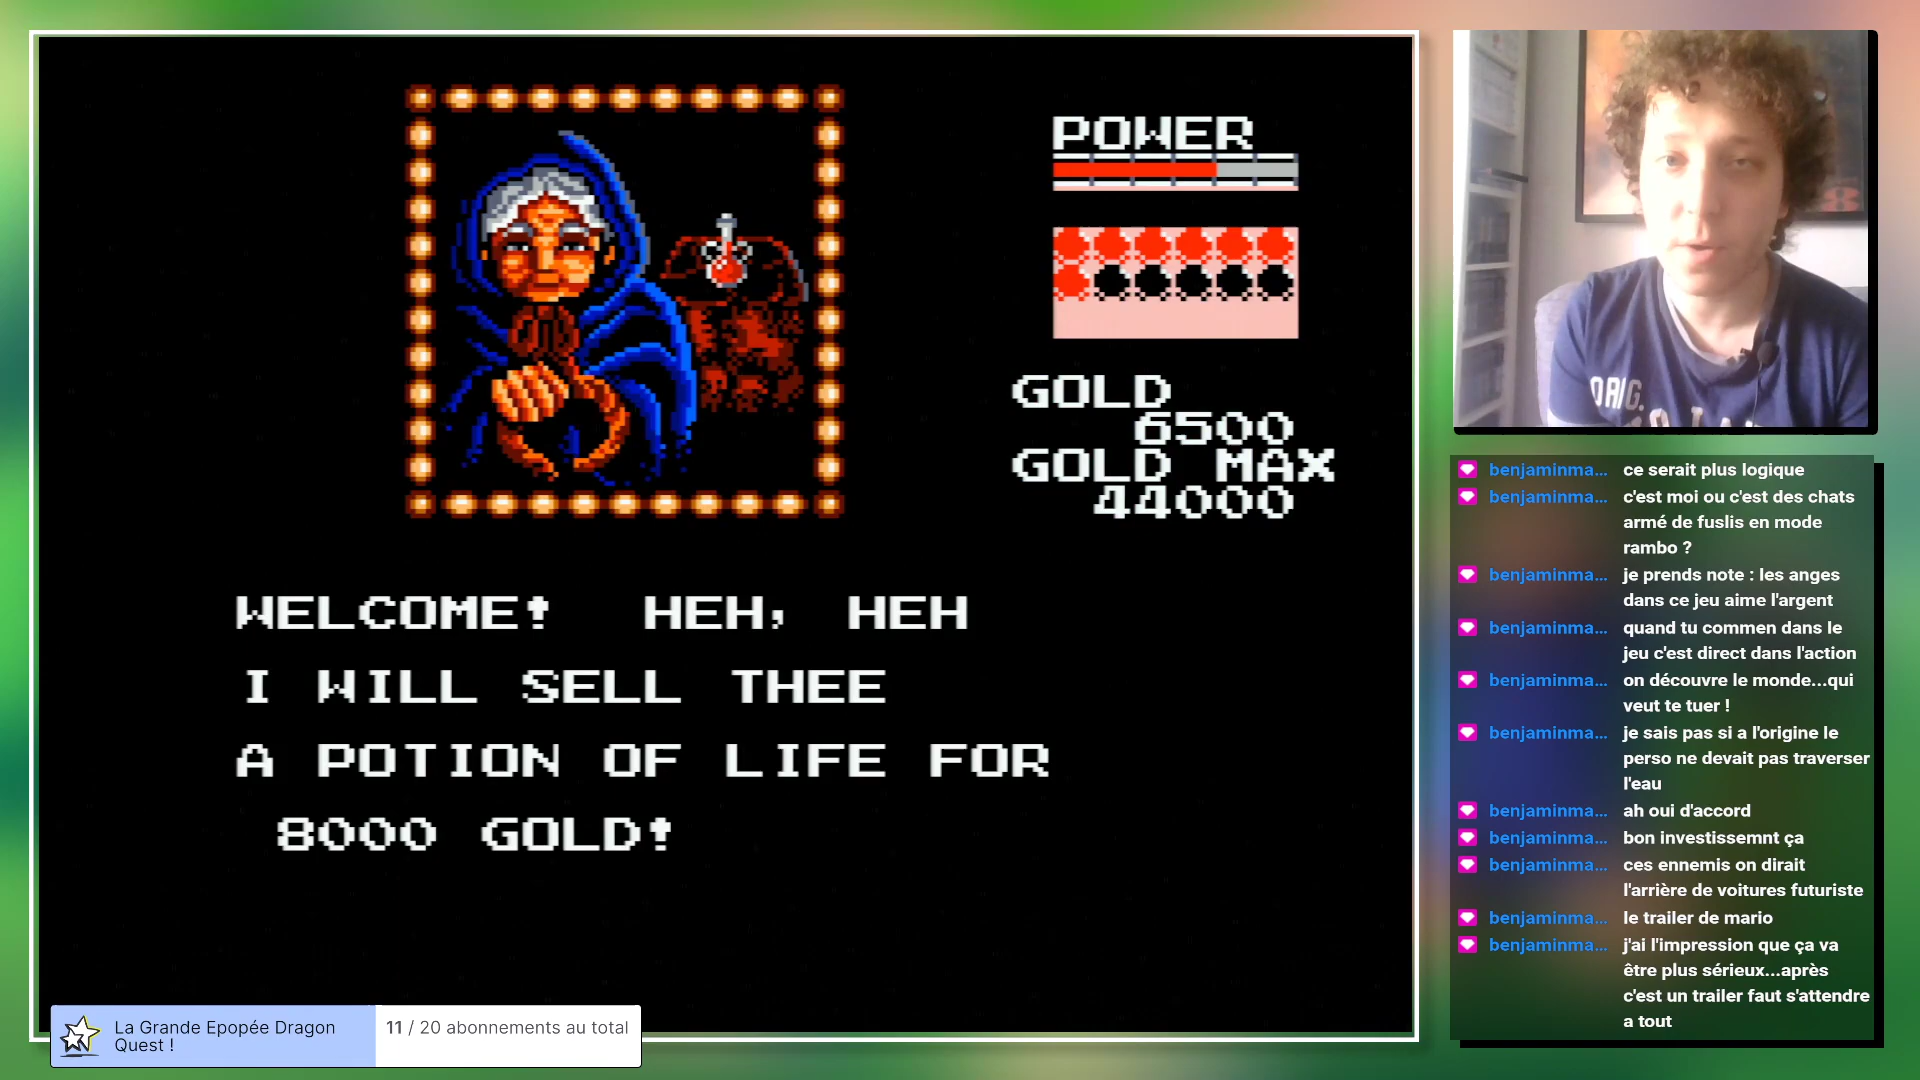 POWER
GOLD
6500
GOLD MAX
44000
WELCOME! HEH, HEH
I WILL SELL THEE
A POTION OF LIFE FOR
8000 GOLD!
La Grande Epopée Dragon
Quest !
11 / 20 abonnements au total
ORIG.
benjaminma... ce serait plus logique
benjaminma... c'est moi ou c'est des chats
armé de fuslis en mode
rambo ?
benjaminma... je prends note : les anges
dans ce jeu aime l'argent
benjaminma... quand tu commen dans le
jeu c'est direct dans l'action
benjaminma... on découvre le monde...qui
veut te tuer !
benjaminma... je sais pas si a l'origine le
perso ne devait pas traverser
l'eau
benjaminma... ah oui d'accord
benjaminma... bon investissemnt ça
benjaminma... ces ennemis on dirait
l'arrière de voitures futuriste
benjaminma... le trailer de mario
benjaminma... j'ai l'impression que ça va
être plus sérieux...après
c'est un trailer faut s'attendre
a tout